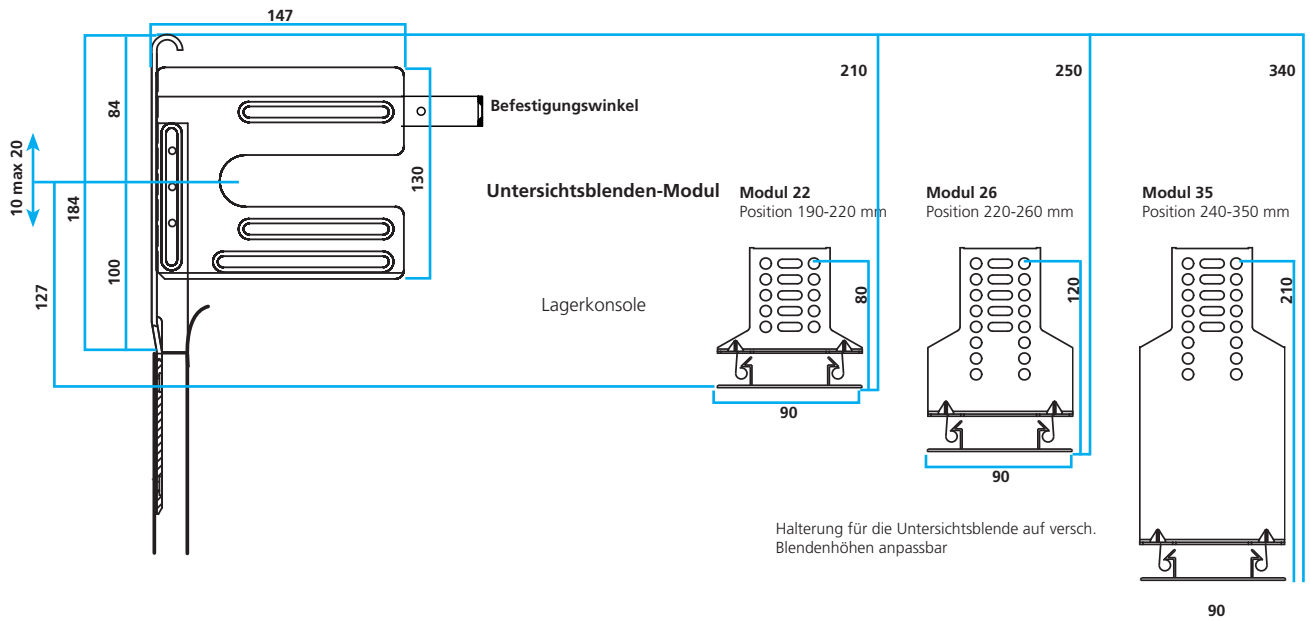 147
210
250
340
84
Befestigungswinkel
10 max 20
130
184
Untersichtsblenden-Modul
Modul 22
Position 190-220 mm
Modul 26
Position 220-260 mm
Modul 35
Position 240-350 mm
100
127
Lagerkonsole
80
120
210
90
90
Halterung für die Untersichtsblende auf versch.
Blendenhöhen anpassbar
90